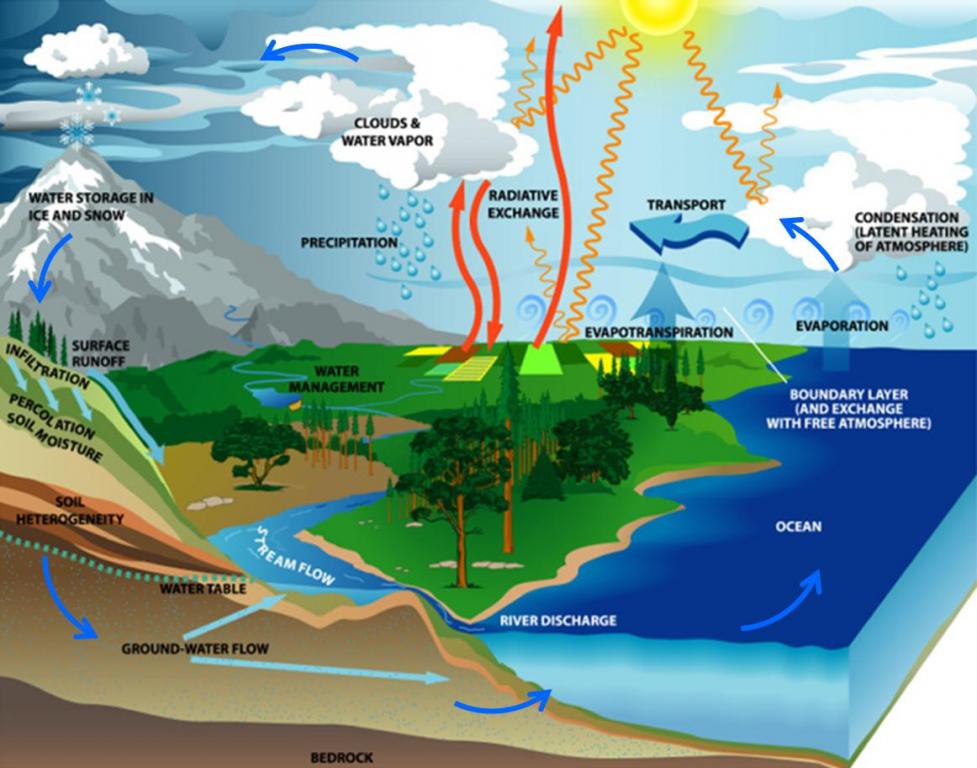 CLOUDS &
WATER VAPOR
WATER STORAGE IN
ICE AND SNOW
RADIATIVE
EXCHANGE
TRANSPORT
CONDENSATION
(LATENT HEATING
OF ATMOSPHERE)
PRECIPITATION
EVAPOTRANSPIRATION
EVAPORATION
SURFACE
RUNOFF
INFILTRATION
WATER
MANAGEMENT
BOUNDARY LAYER
(AND EXCHANGE
WITH FREE ATMOSPHERE)
PERCOLATION
SOIL MOISTURE
SOIL
HETEROGENEITY
OCEAN
STREAM FLOW
WATER TABLE
RIVER DISCHARGE
GROUND-WATER FLOW
BEDROCK